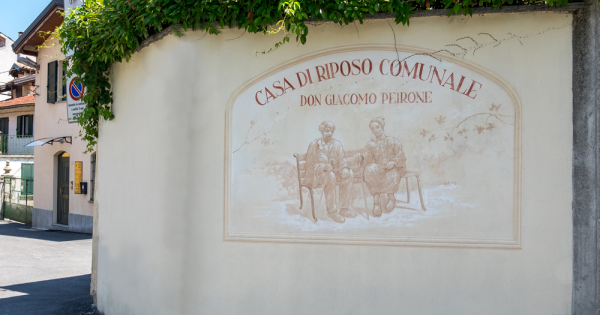 CASA DI RIPOSO COMUNALE
DON GIACOMO PEIRONE